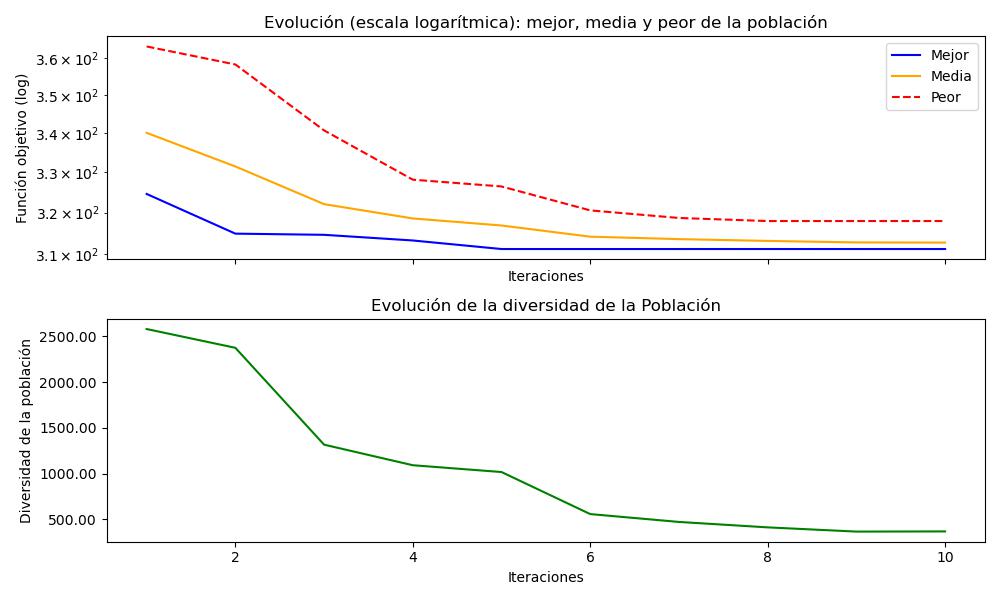 Evolución (escala logarítmica): mejor, media y peor de la población
Función objetivo (log)
3.6 × 10²
3.5 × 10²
3.4 × 10²
3.3 × 10²
3.2 × 10²
3.1 × 10²
Mejor
Media
Peor
Iteraciones
Evolución de la diversidad de la Población
Diversidad de la población
2500.00
2000.00
1500.00
1000.00
500.00
2 4 6 8 10
Iteraciones